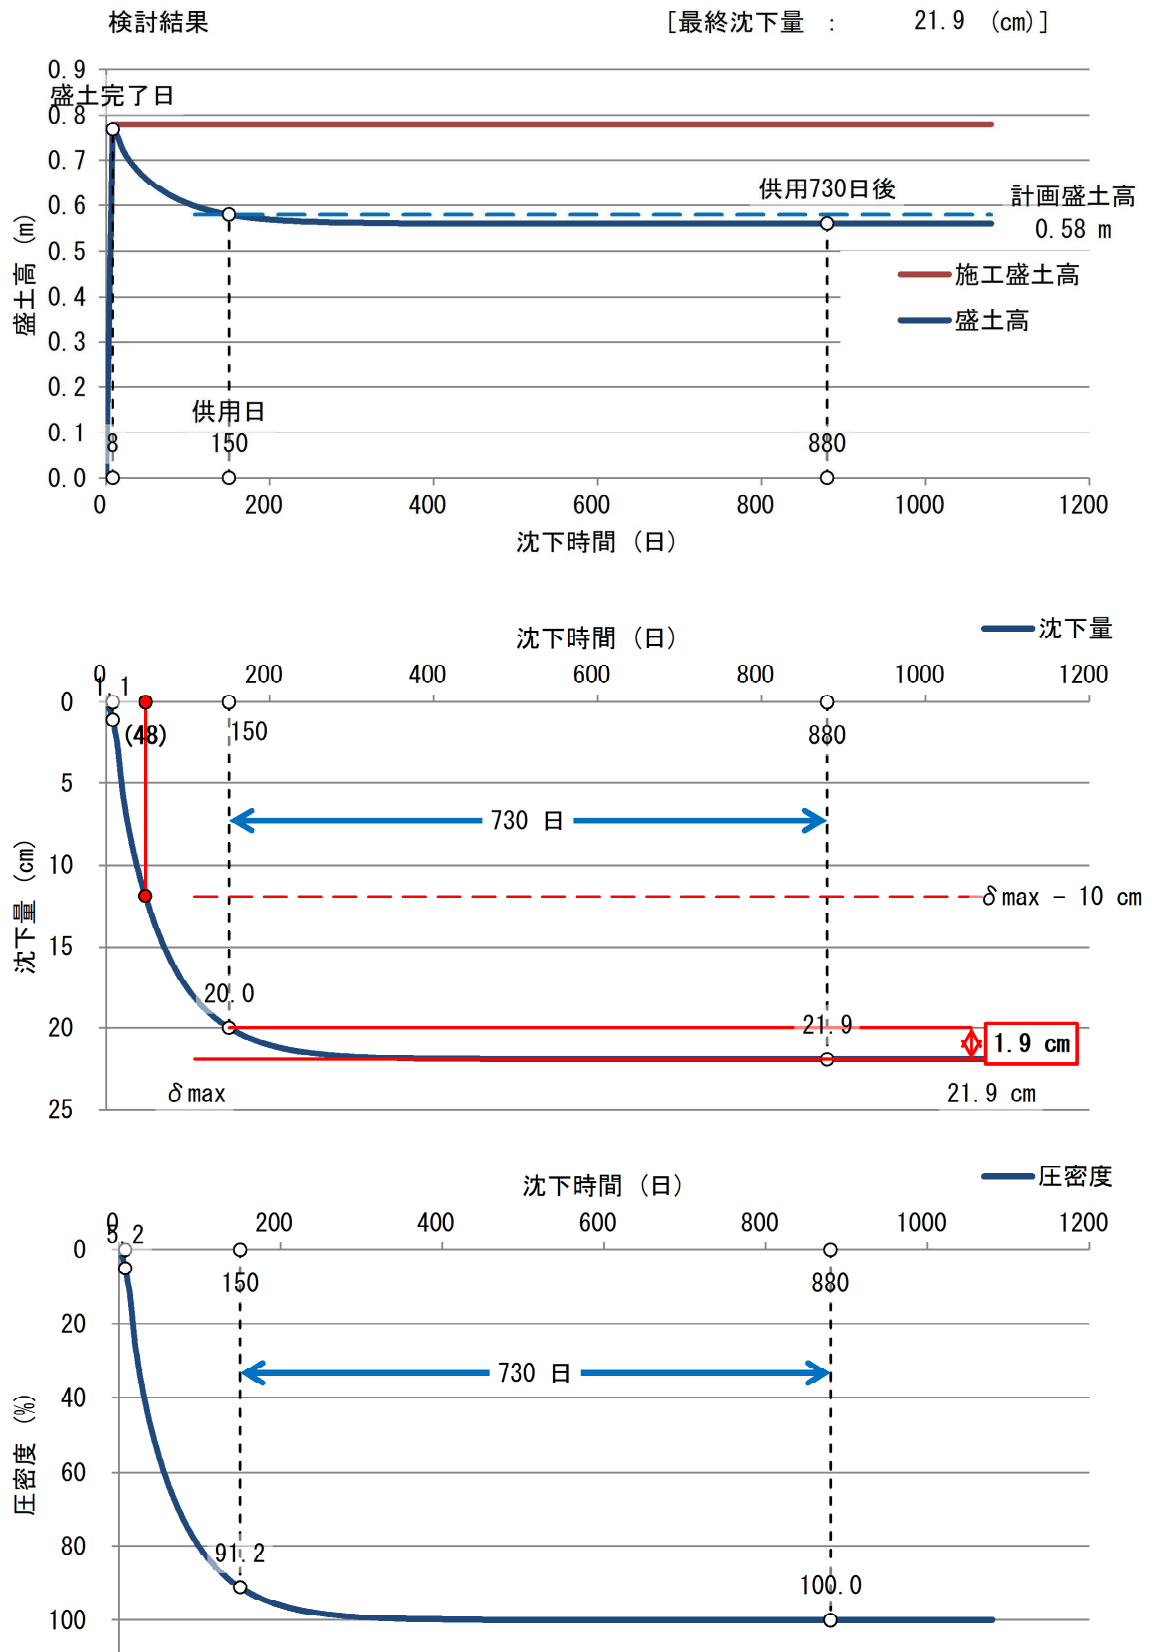 検討結果
[最終沈下量 : 21.9 (cm)]
0.9
盛土完了日
0.8
0.7
供用730日後
計画盛土高
0.6
0.58 m
0.5
施工盛土高
0.4
盛土高
0.3
0.2
供用日
0.1
8
150
880
0.0
盛土高 (m)
0 200 400 600 800 1000 1200
沈下時間 (日)
沈下量
沈下時間 (日)
0 200 400 600 800 1000 1200
1.1
0
(48)
150
880
5
730 日
10
δmax - 10 cm
15
20.0
20
21.9
1.9 cm
δmax
21.9 cm
25
沈下量 (cm)
圧密度
沈下時間 (日)
0 200 400 600 800 1000 1200
5.2
0
150
880
20
730 日
40
60
80
91.2
100.0
100
圧密度 (%)